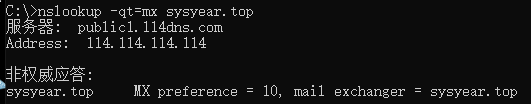 C:\>nslookup -qt=mx sysyear.top
服务器:  public1.114dns.com
Address:  114.114.114.114
非权威应答:
sysyear.top     MX preference = 10, mail exchanger = sysyear.top